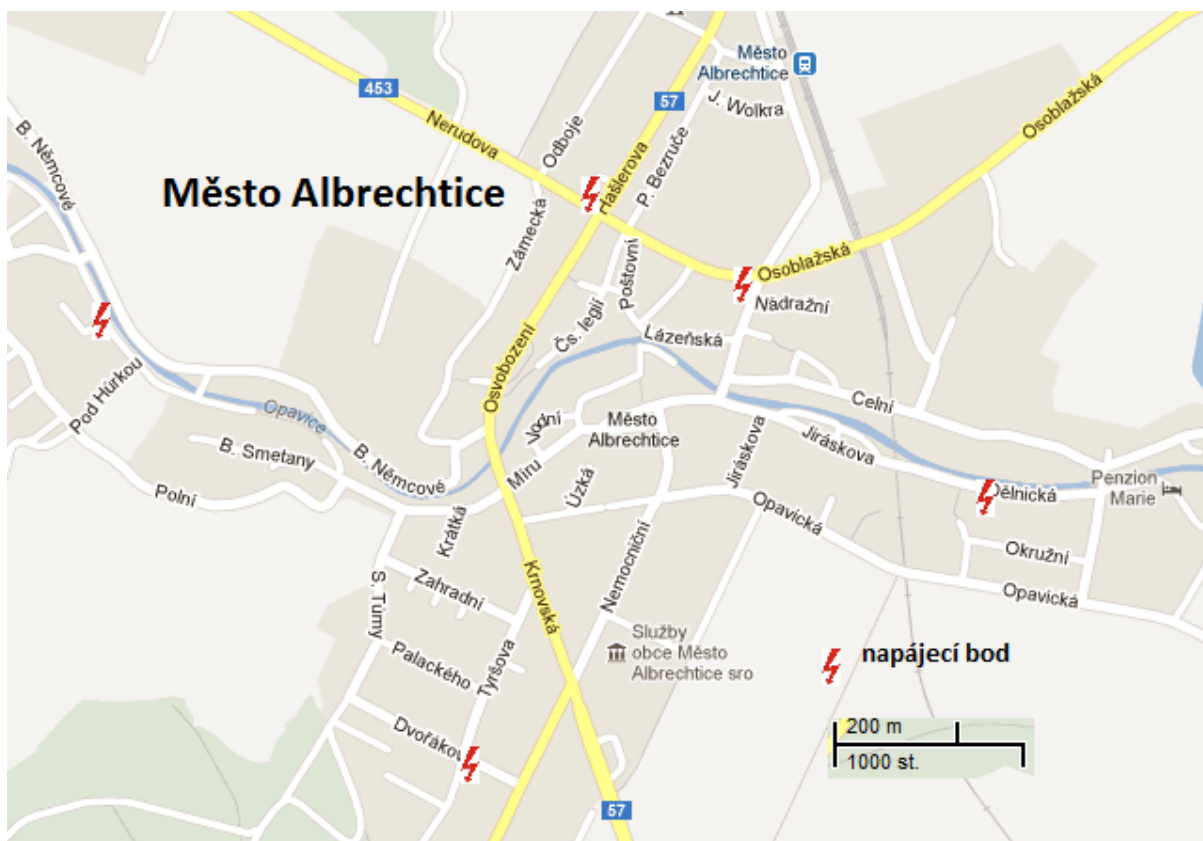 Město
Albrechtice
453
57
J. Wolkra
Osoblažská
B. Němcové
Nerudova
Odboje
P. Bezruče
Město Albrechtice
Hašlerova
Zámecká
Poštovní
Osoblažská
Nádražní
Čs. legií
Lázeňská
Osvobození
Pod Hůrkou
Opavice
Celní
Vodní
Město
Albrechtice
Jiráskova
Jiráskova
B. Smetany
B. Němcové
Míru
Úzká
Polní
Opavická
Dělnická
Penzion
Marie
Krátká
Nemocniční
Okružní
Krnovská
Zahradní
S. Tůmy
Opavická
Služby
obce Město
Albrechtice sro
napájecí bod
Palackého
Tyršova
Dvořákova
200 m
1000 st.
57